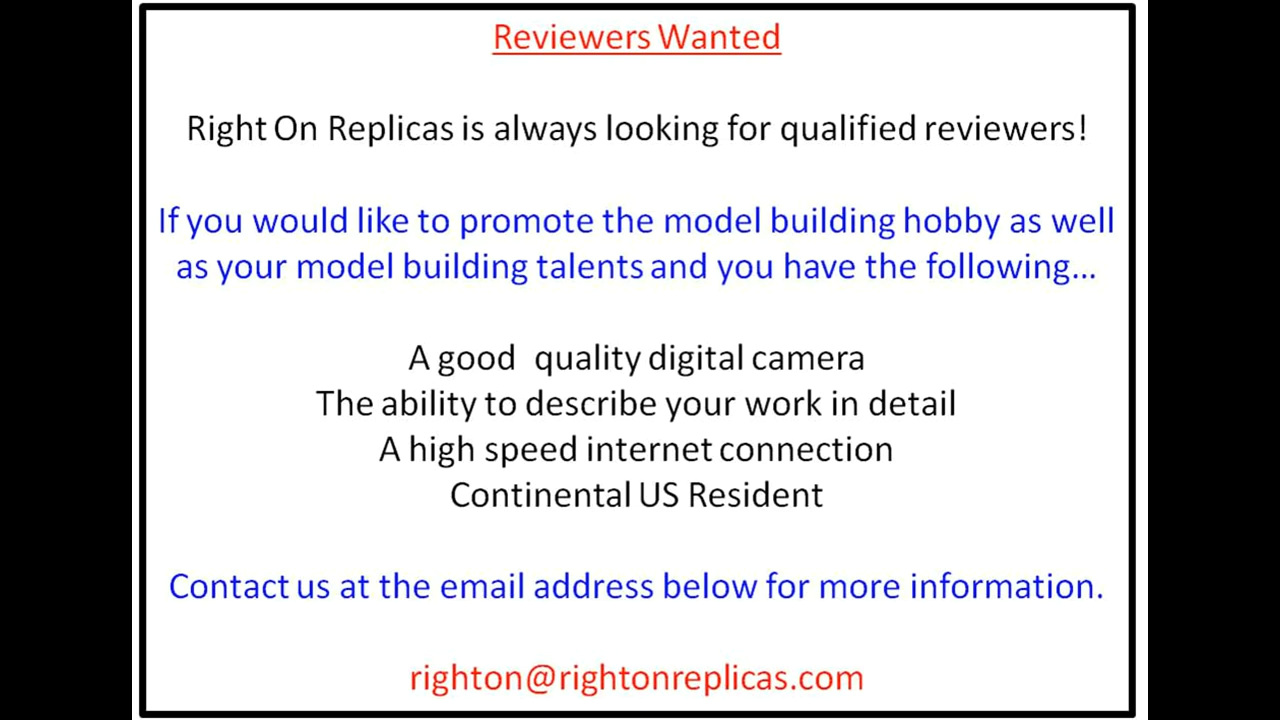 Reviewers Wanted
Right On Replicas is always looking for qualified reviewers!
If you would like to promote the model building hobby as well
as your model building talents and you have the following...
A good quality digital camera
The ability to describe your work in detail
A high speed internet connection
Continental US Resident
Contact us at the email address below for more information.
righton@rightonreplicas.com